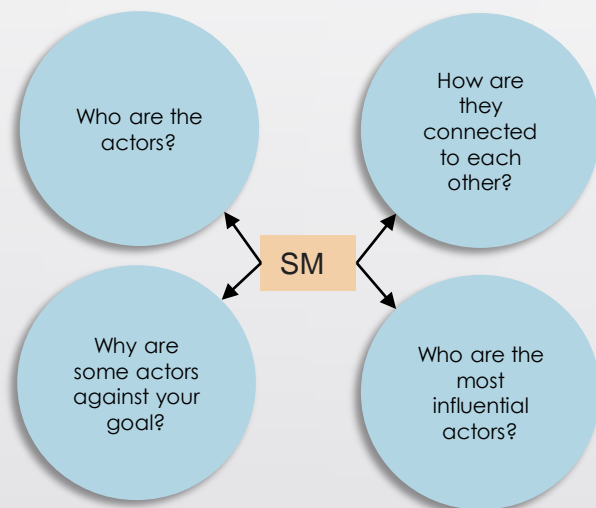 Who are the
actors?
How are
they
connected
to each
other?
SM
Why are
some actors
against your
goal?
Who are the
most
influential
actors?